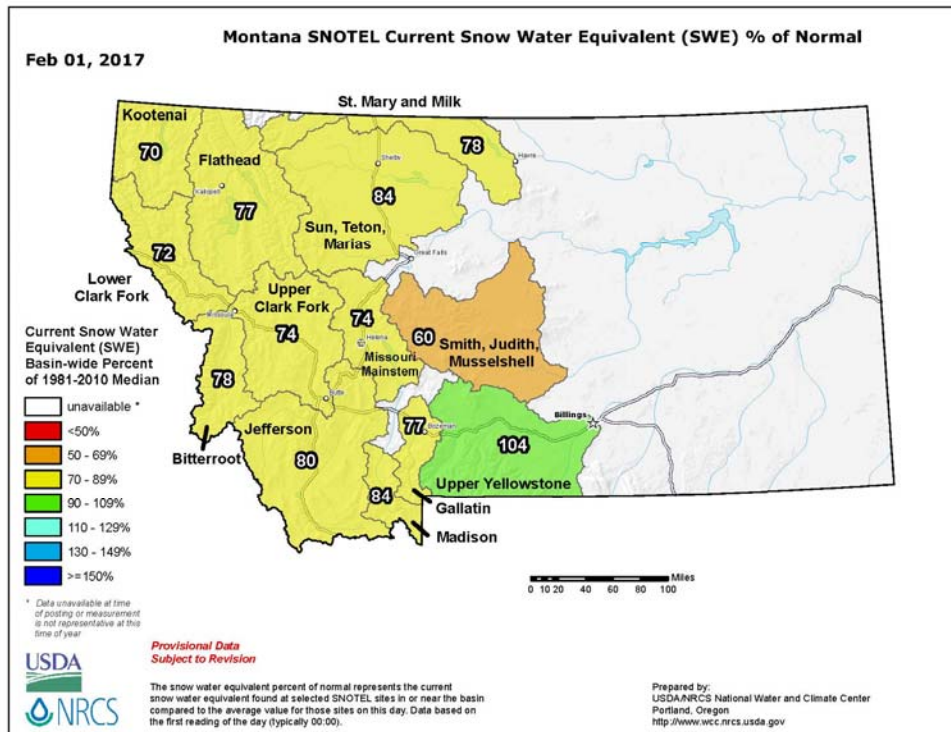 Montana SNOTEL Current Snow Water Equivalent (SWE) % of Normal
Feb 01, 2017
St. Mary and Milk
Kootenai
70
Flathead
77
Kalispell
Shelby
84
78
Havre
Sun, Teton,
Marias
72
Great Falls
Lower
Clark Fork
Upper
Clark Fork
Missoula
74
74
Helena
Missouri
Mainstem
60
Smith, Judith,
Musselshell
78
Butte
Bitterroot
Jefferson
80
77
Bozeman
Billings
104
Upper Yellowstone
84
Gallatin
Madison
Current Snow Water
Equivalent (SWE)
Basin-wide Percent
of 1981-2010 Median
unavailable *
<50%
50 - 69%
70 - 89%
90 - 109%
110 - 129%
130 - 149%
>=150%
* Data unavailable at time
of posting or measurement
is not representative at this
time of year
Miles
0 10 20 40 60 80 100
Provisional Data
Subject to Revision
USDA
NRCS
The snow water equivalent percent of normal represents the current
snow water equivalent found at selected SNOTEL sites in or near the basin
compared to the average value for those sites on this day. Data based on
the first reading of the day (typically 00:00).
Prepared by:
USDA/NRCS National Water and Climate Center
Portland, Oregon
http://www.wcc.nrcs.usda.gov